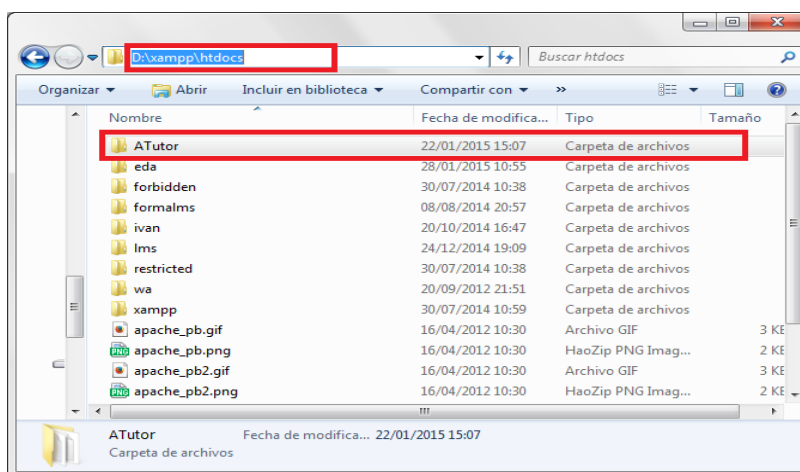 D:\xampp\htdocs Buscar htdocs
Organizar Abrir Incluir en biblioteca Compartir con »
Nombre Fecha de modifica... Tipo Tamaño
ATutor 22/01/2015 15:07 Carpeta de archivos
eda 28/01/2015 10:55 Carpeta de archivos
forbidden 30/07/2014 10:38 Carpeta de archivos
formalms 08/08/2014 20:57 Carpeta de archivos
ivan 20/10/2014 16:47 Carpeta de archivos
lms 24/12/2014 19:09 Carpeta de archivos
restricted 30/07/2014 10:38 Carpeta de archivos
wa 20/09/2012 21:51 Carpeta de archivos
xampp 30/07/2014 10:59 Carpeta de archivos
apache_pb.gif 16/04/2012 10:30 Archivo GIF 3 KE
apache_pb.png 16/04/2012 10:30 HaoZip PNG Imag... 2 KE
apache_pb2.gif 16/04/2012 10:30 Archivo GIF 3 KE
apache_pb2.png 16/04/2012 10:30 HaoZip PNG Imag... 2 KE
ATutor Fecha de modifica... 22/01/2015 15:07
Carpeta de archivos